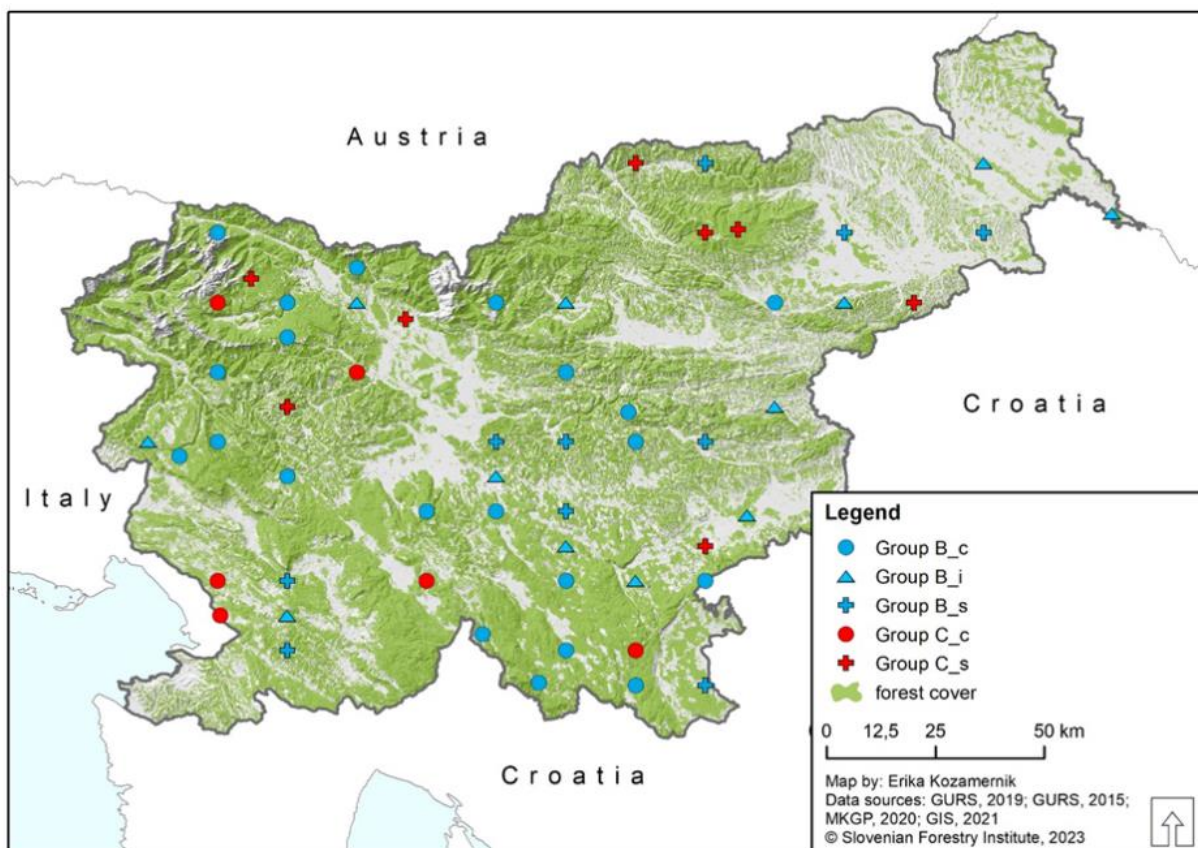 Austria
Croatia
Italy
Croatia
Legend
Group B_c
Group B_i
Group B_s
Group C_c
Group C_s
forest cover
0 12,5 25 50 km
Map by: Erika Kozamernik
Data sources: GURS, 2019; GURS, 2015;
MKGP, 2020; GIS, 2021
© Slovenian Forestry Institute, 2023